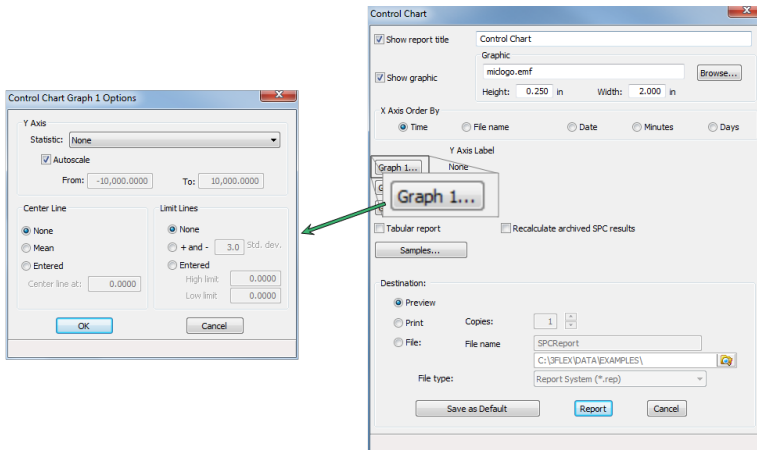 Control Chart Graph 1 Options
Y Axis
Statistic: None
Autoscale
From: -10,000.0000 To: 10,000.0000
Center Line
None
Mean
Entered
Center line at: 0.0000
Limit Lines
None
+ and - 3.0 Std. dev.
Entered
High limit 0.0000
Low limit 0.0000
OK Cancel
Control Chart
Show report title Control Chart
Graphic
Show graphic miclogo.emf Browse...
Height: 0.250 in Width: 2.000 in
X Axis Order By
Time File name Date Minutes Days
Y Axis Label
Graph 1... None
Graph 1...
Tabular report Recalculate archived SPC results
Samples...
Destination:
Preview
Print Copies: 1
File: File name SPCReport
C:\3FLEX\DATA\EXAMPLES\
File type: Report System (*.rep)
Save as Default Report Cancel